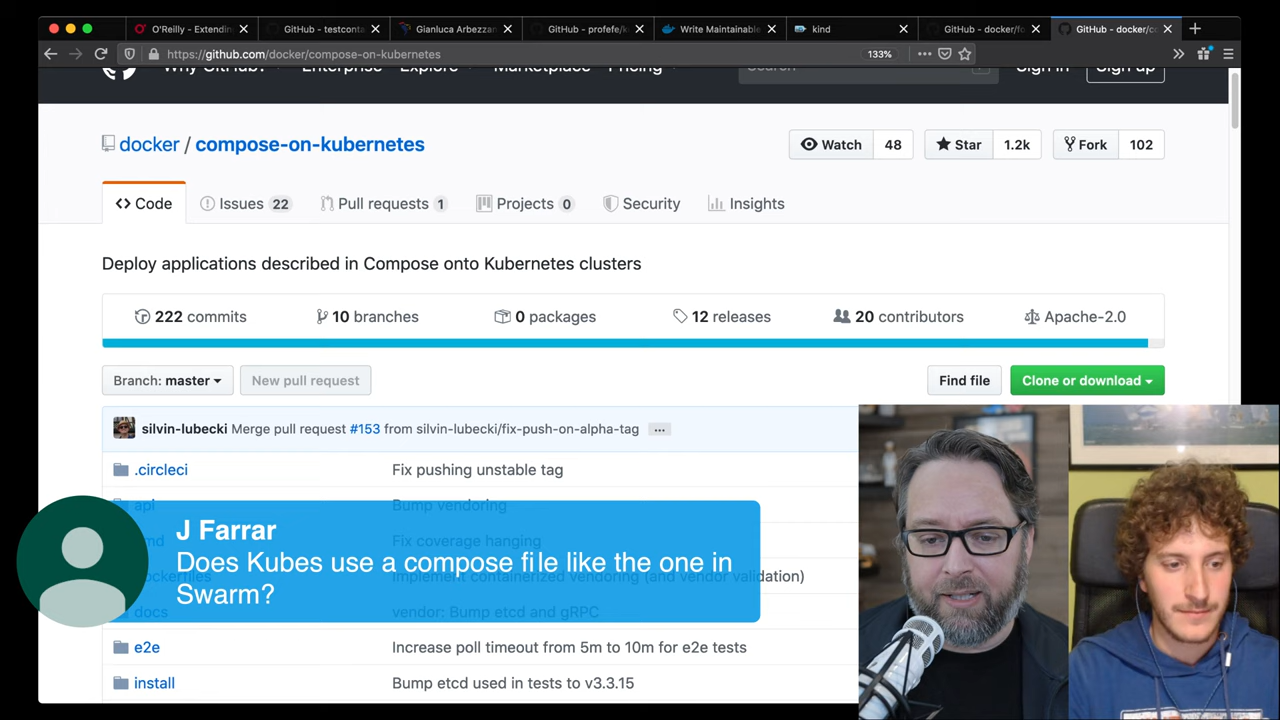 O'Reilly - Extendin
GitHub - testconta
Gianluca Arbezzan
GitHub - profefe/k
Write Maintainable
kind
GitHub - docker/fo
GitHub - docker/co
https://github.com/docker/compose-on-kubernetes
133%
Why GitHub?
Enterprise
Explore
Marketplace
Pricing
Search
Sign in
Sign up
docker / compose-on-kubernetes
Watch 48
Star 1.2k
Fork 102
Code
Issues 22
Pull requests 1
Projects 0
Security
Insights
Deploy applications described in Compose onto Kubernetes clusters
222 commits
10 branches
0 packages
12 releases
20 contributors
Apache-2.0
Branch: master
New pull request
Find file
Clone or download
silvin-lubecki Merge pull request #153 from silvin-lubecki/fix-push-on-alpha-tag ...
.circleci Fix pushing unstable tag
api Bump vendoring
Fix coverage hanging
dockerfiles Implement containerized vendoring (and vendor validation)
docs vendor: Bump etcd and gRPC
e2e Increase poll timeout from 5m to 10m for e2e tests
install Bump etcd used in tests to v3.3.15
J Farrar
Does Kubes use a compose file like the one in
Swarm?